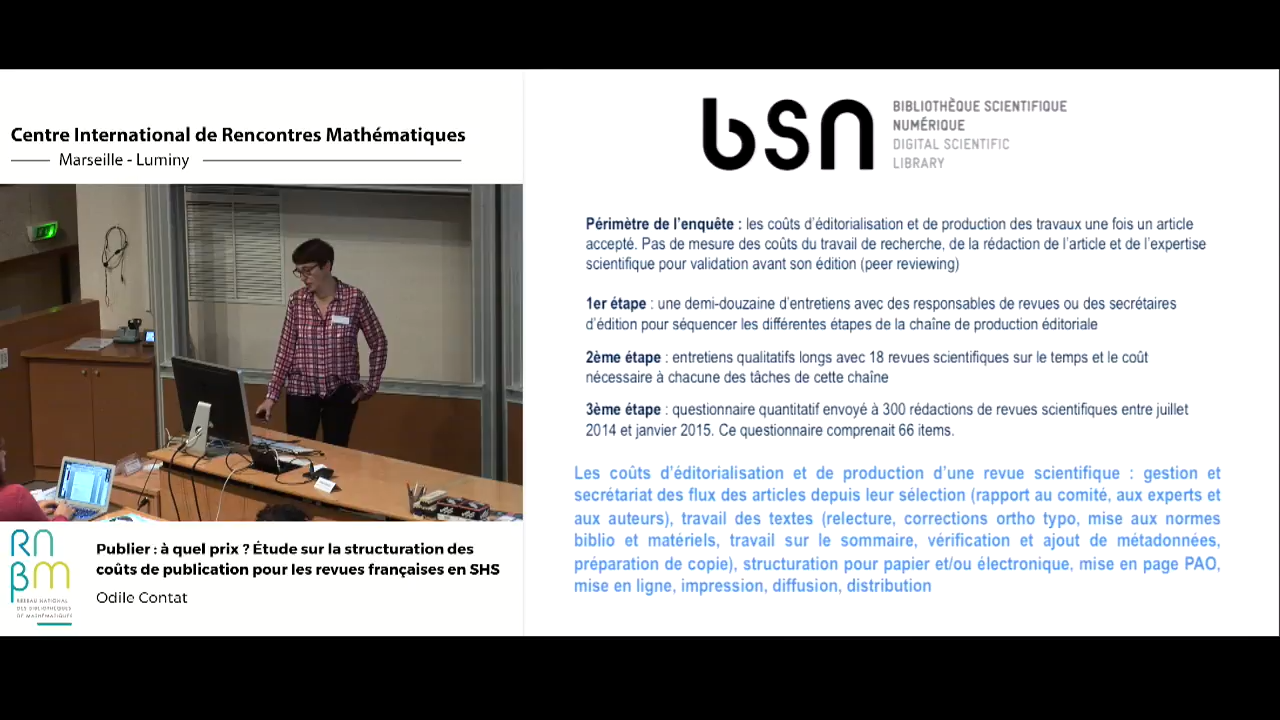 Centre International de Rencontres Mathématiques
Marseille - Luminy
bsn
BIBLIOTHÈQUE SCIENTIFIQUE
NUMÉRIQUE
DIGITAL SCIENTIFIC
LIBRARY
Périmètre de l'enquête : les coûts d'éditorialisation et de production des travaux une fois un article
accepté. Pas de mesure des coûts du travail de recherche, de la rédaction de l'article et de l'expertise
scientifique pour validation avant son édition (peer reviewing)
1er étape : une demi-douzaine d'entretiens avec des responsables de revues ou des secrétaires
d'édition pour séquencer les différentes étapes de la chaîne de production éditoriale
2ème étape : entretiens qualitatifs longs avec 18 revues scientifiques sur le temps et le coût
nécessaire à chacune des tâches de cette chaîne
3ème étape : questionnaire quantitatif envoyé à 300 rédactions de revues scientifiques entre juillet
2014 et janvier 2015. Ce questionnaire comprenait 66 items.
Les coûts d'éditorialisation et de production d'une revue scientifique : gestion et
secrétariat des flux des articles depuis leur sélection (rapport au comité, aux experts et
aux auteurs), travail des textes (relecture, corrections ortho typo, mise aux normes
biblio et matériels, travail sur le sommaire, vérification et ajout de métadonnées,
préparation de copie), structuration pour papier et/ou électronique, mise en page PAO,
mise en ligne, impression, diffusion, distribution
RN
BM
RÉSEAU NATIONAL
DES BIBLIOTHÈQUES
DE MATHÉMATIQUES
Publier : à quel prix ? Étude sur la structuration des
coûts de publication pour les revues françaises en SHS
Odile Contat